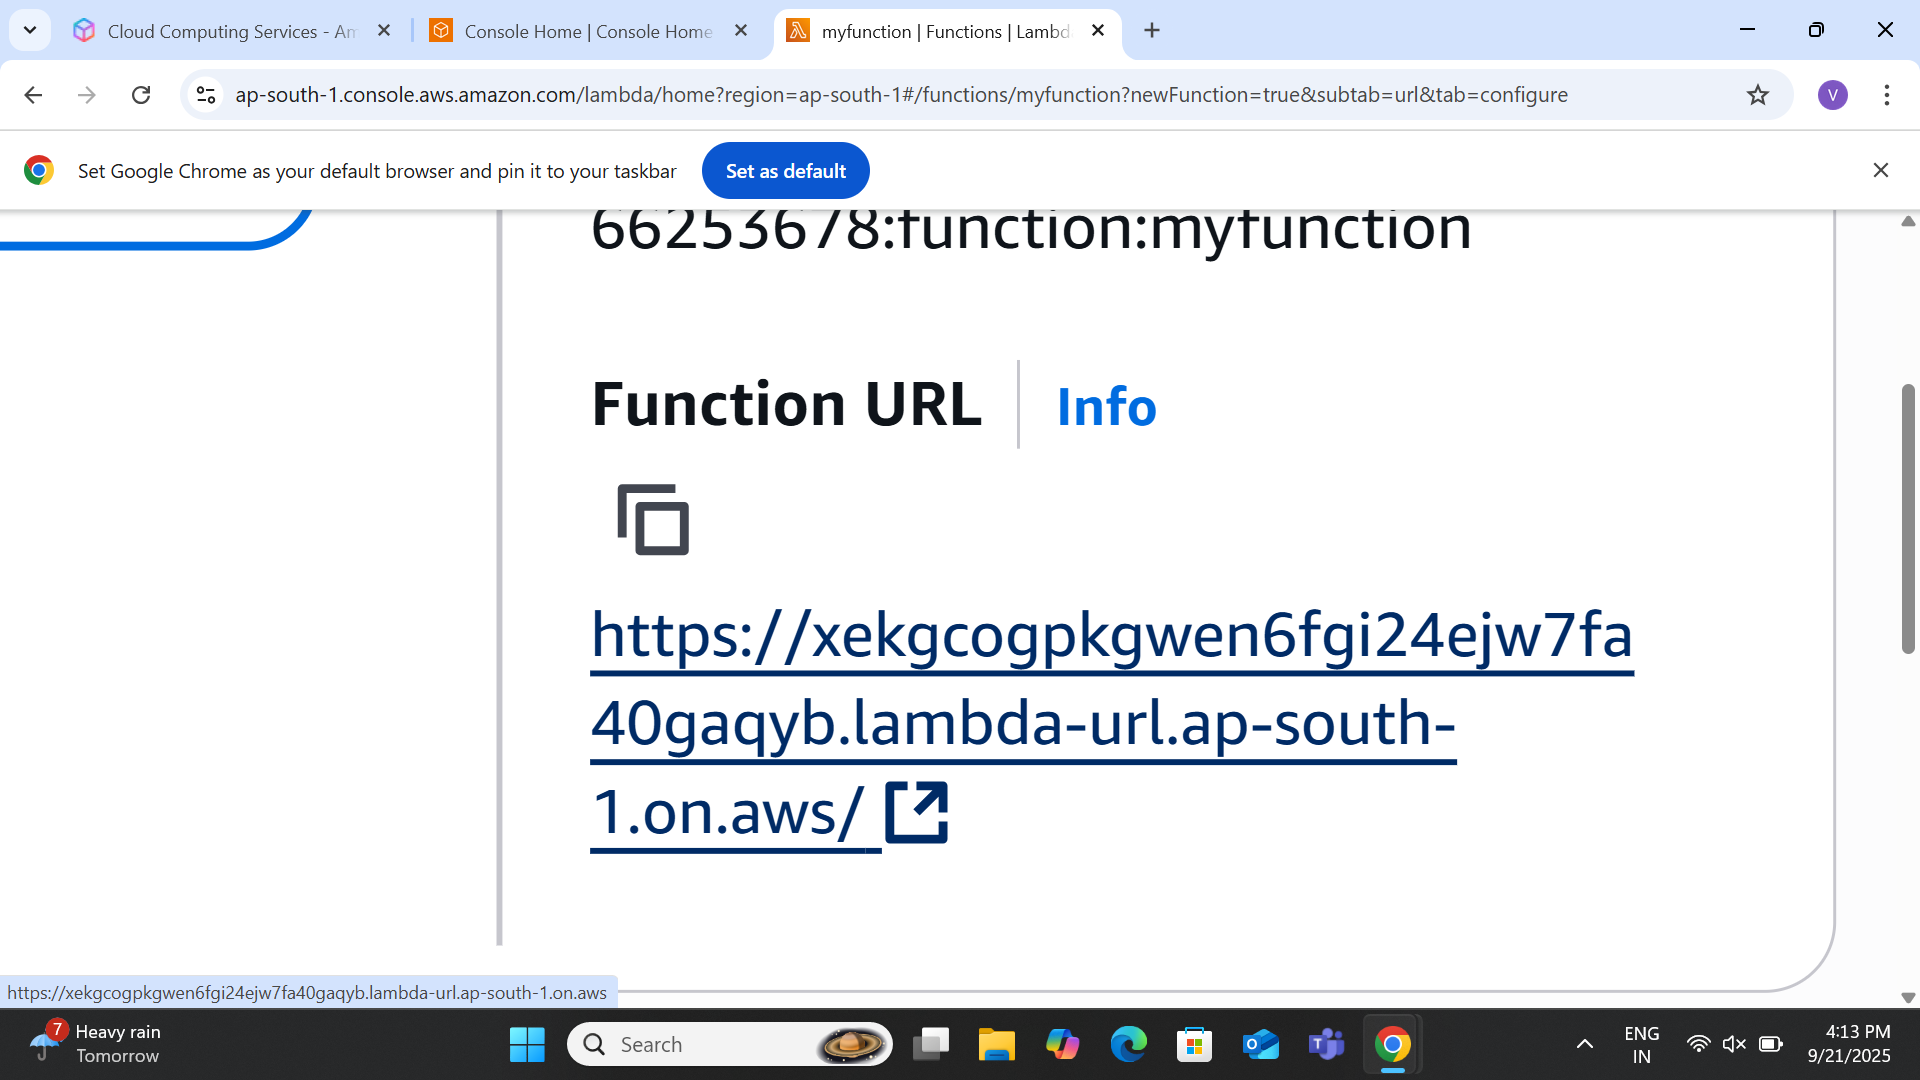 Cloud Computing Services - Am
Console Home | Console Home
myfunction | Functions | Lambd
ap-south-1.console.aws.amazon.com/lambda/home?region=ap-south-1#/functions/myfunction?newFunction=true&subtab=url&tab=configure
V
Set Google Chrome as your default browser and pin it to your taskbar
Set as default
66253678:function:myfunction
Function URL
Info
https://xekgcogpkgwen6fgi24ejw7fa
40gaqyb.lambda-url.ap-south-
1.on.aws/
https://xekgcogpkgwen6fgi24ejw7fa40gaqyb.lambda-url.ap-south-1.on.aws
7
Heavy rain
Tomorrow
Search
ENG
IN
4:13 PM
9/21/2025